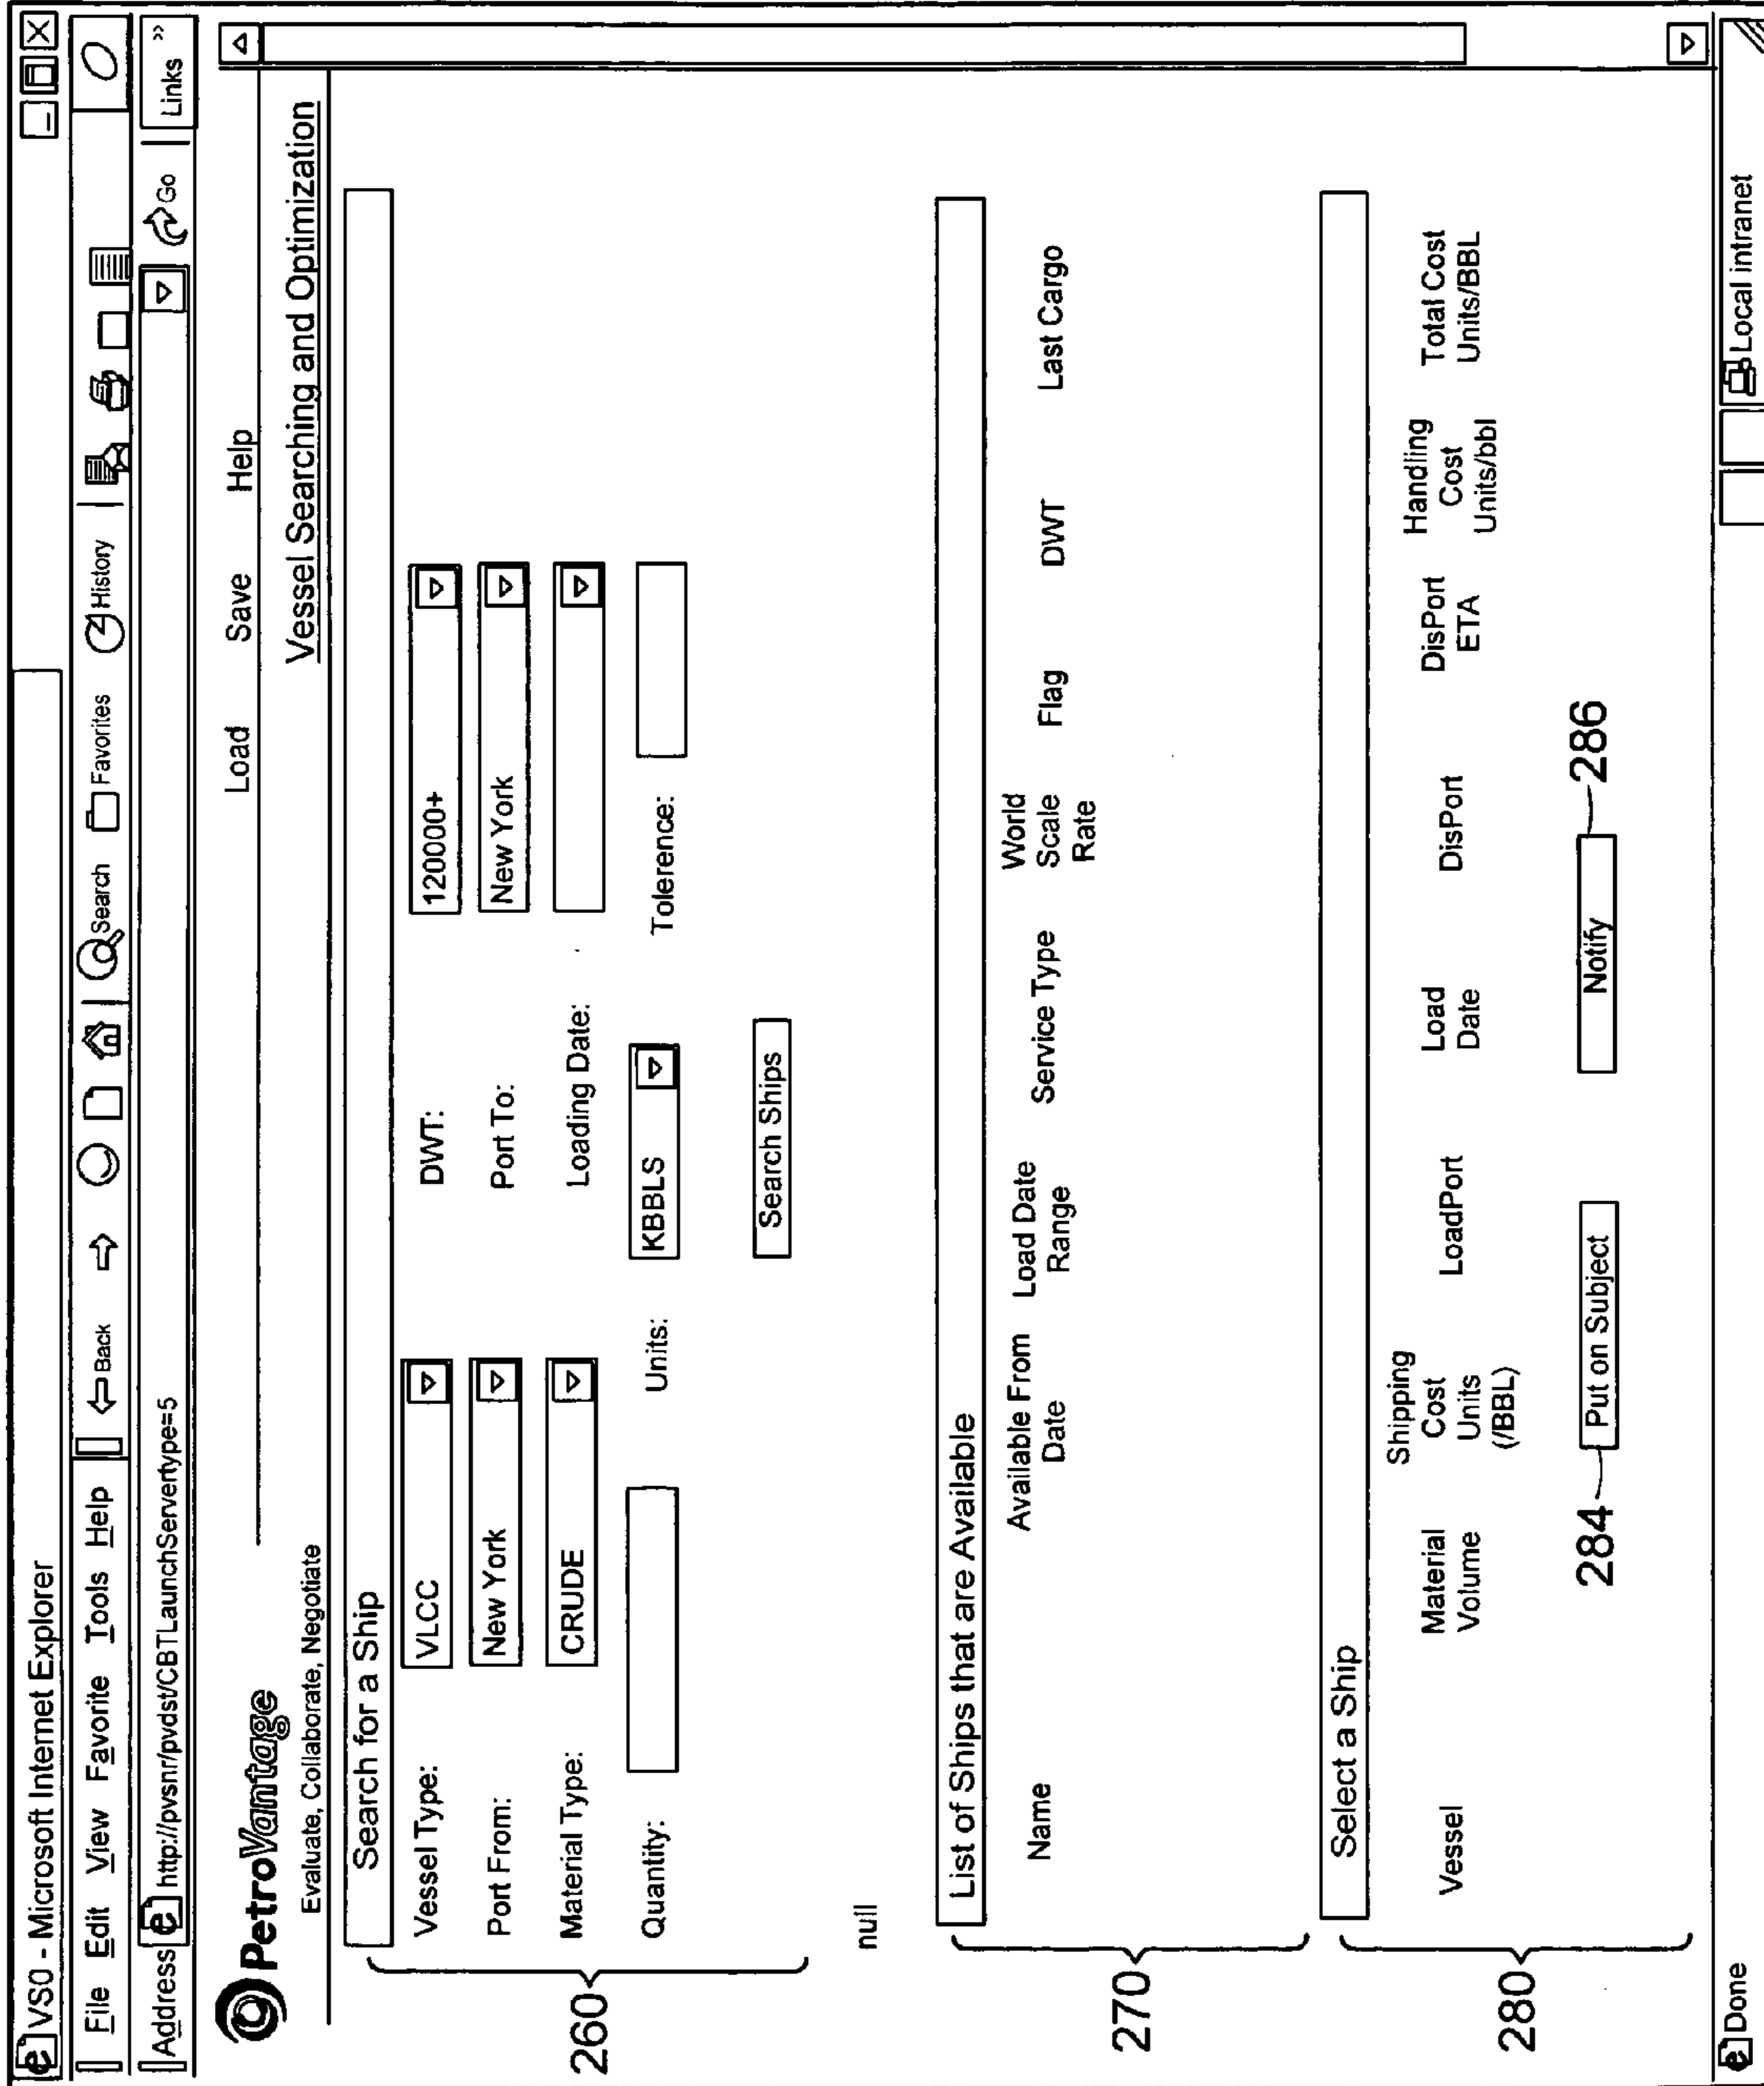 VS0 - Microsoft Internet Explorer
File Edit View Favorite Tools Help Back Search Favorites History
Address http://pvsnr/pvdst/CBTLaunchServertype=5 Go Links »
PetroVantage
Evaluate, Collaborate, Negotiate
Load Save Help
Vessel Searching and Optimization
Search for a Ship
Vessel Type: VLCC DWT: 120000+
Port From: New York Port To: New York
Material Type: CRUDE Loading Date:
Quantity: Units: KBBLS Tolerence:
260
Search Ships
null
List of Ships that are Available
Name Available From Date Load Date Range Service Type World Scale Rate Flag DWT Last Cargo
270
Select a Ship
Vessel Material Volume Shipping Cost Units (/BBL) LoadPort Load Date DisPort DisPort ETA Handling Cost Units/bbl Total Cost Units/BBL
280
284 Put on Subject Notify 286
Done Local intranet